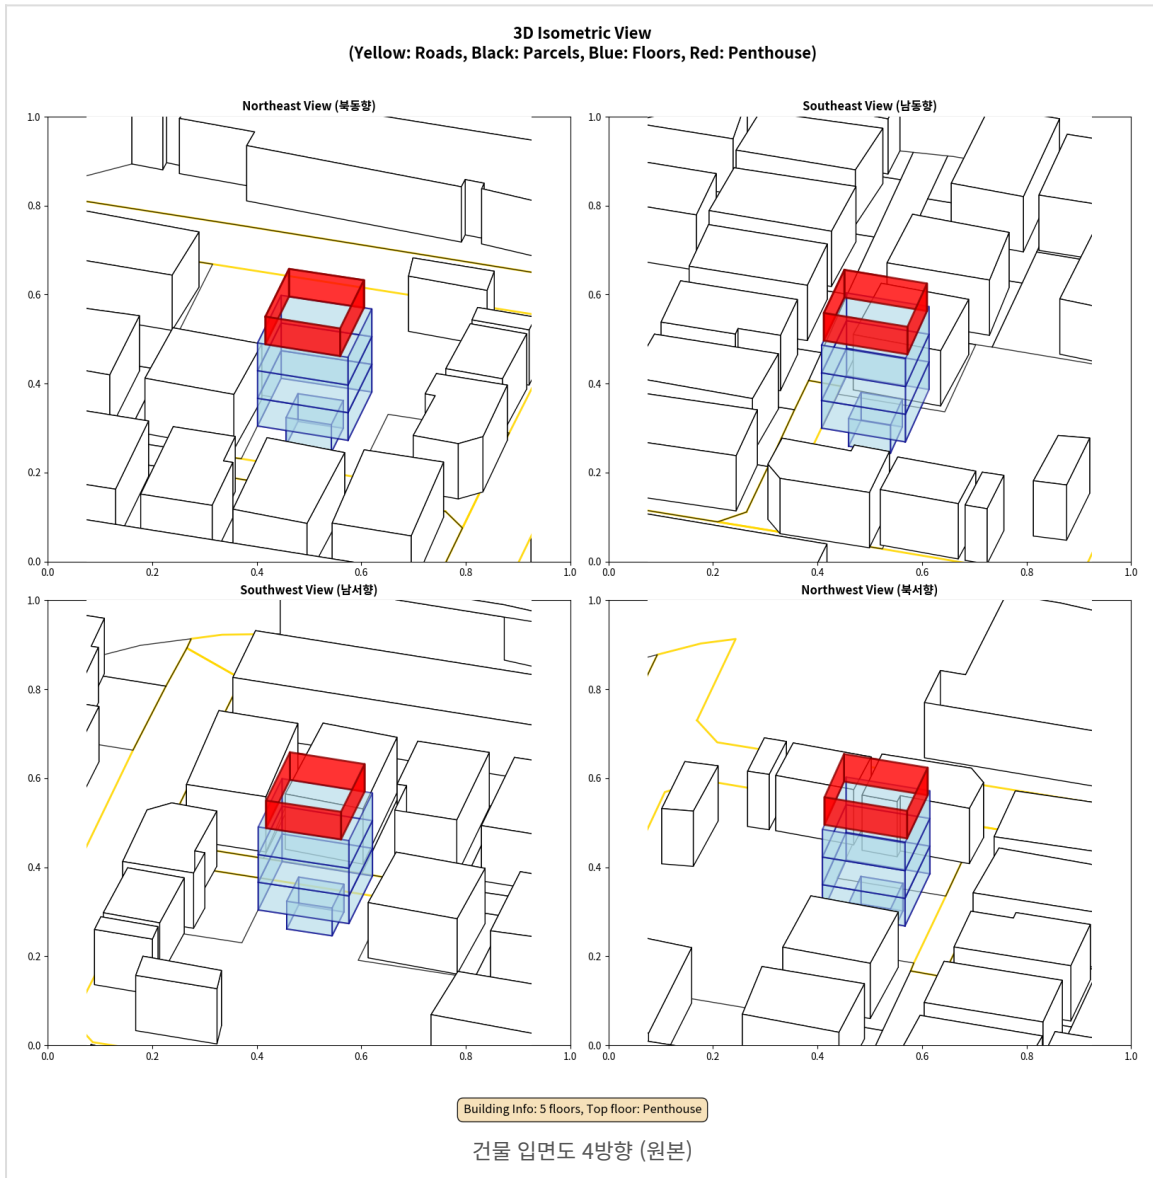 3D Isometric View
(Yellow: Roads, Black: Parcels, Blue: Floors, Red: Penthouse)
Northeast View (북동향)
1.0
0.8
0.6
0.4
0.2
0.0
0.0 0.2 0.4 0.6 0.8 1.0
Southeast View (남동향)
1.0
0.8
0.6
0.4
0.2
0.0
0.0 0.2 0.4 0.6 0.8 1.0
Southwest View (남서향)
1.0
0.8
0.6
0.4
0.2
0.0
0.0 0.2 0.4 0.6 0.8 1.0
Northwest View (북서향)
1.0
0.8
0.6
0.4
0.2
0.0
0.0 0.2 0.4 0.6 0.8 1.0
Building Info: 5 floors, Top floor: Penthouse
건물 입면도 4방향 (원본)